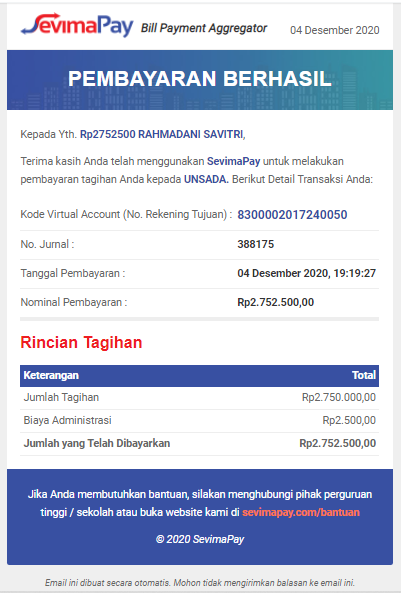 SevimaPay Bill Payment Aggregator 04 Desember 2020
PEMBAYARAN BERHASIL
Kepada Yth. Rp2752500 RAHMADANI SAVITRI,
Terima kasih Anda telah menggunakan SevimaPay untuk melakukan
pembayaran tagihan Anda kepada UNSADA. Berikut Detail Transaksi Anda:
Kode Virtual Account (No. Rekening Tujuan) : 8300002017240050
No. Jurnal : 388175
Tanggal Pembayaran : 04 Desember 2020, 19:19:27
Nominal Pembayaran : Rp2.752.500,00
Rincian Tagihan
Keterangan Total
Jumlah Tagihan Rp2.750.000,00
Biaya Administrasi Rp2.500,00
Jumlah yang Telah Dibayarkan Rp2.752.500,00
Jika Anda membutuhkan bantuan, silakan menghubungi pihak perguruan
tinggi / sekolah atau buka website kami di sevimapay.com/bantuan
© 2020 SevimaPay
Email ini dibuat secara otomatis. Mohon tidak mengirimkan balasan ke email ini.